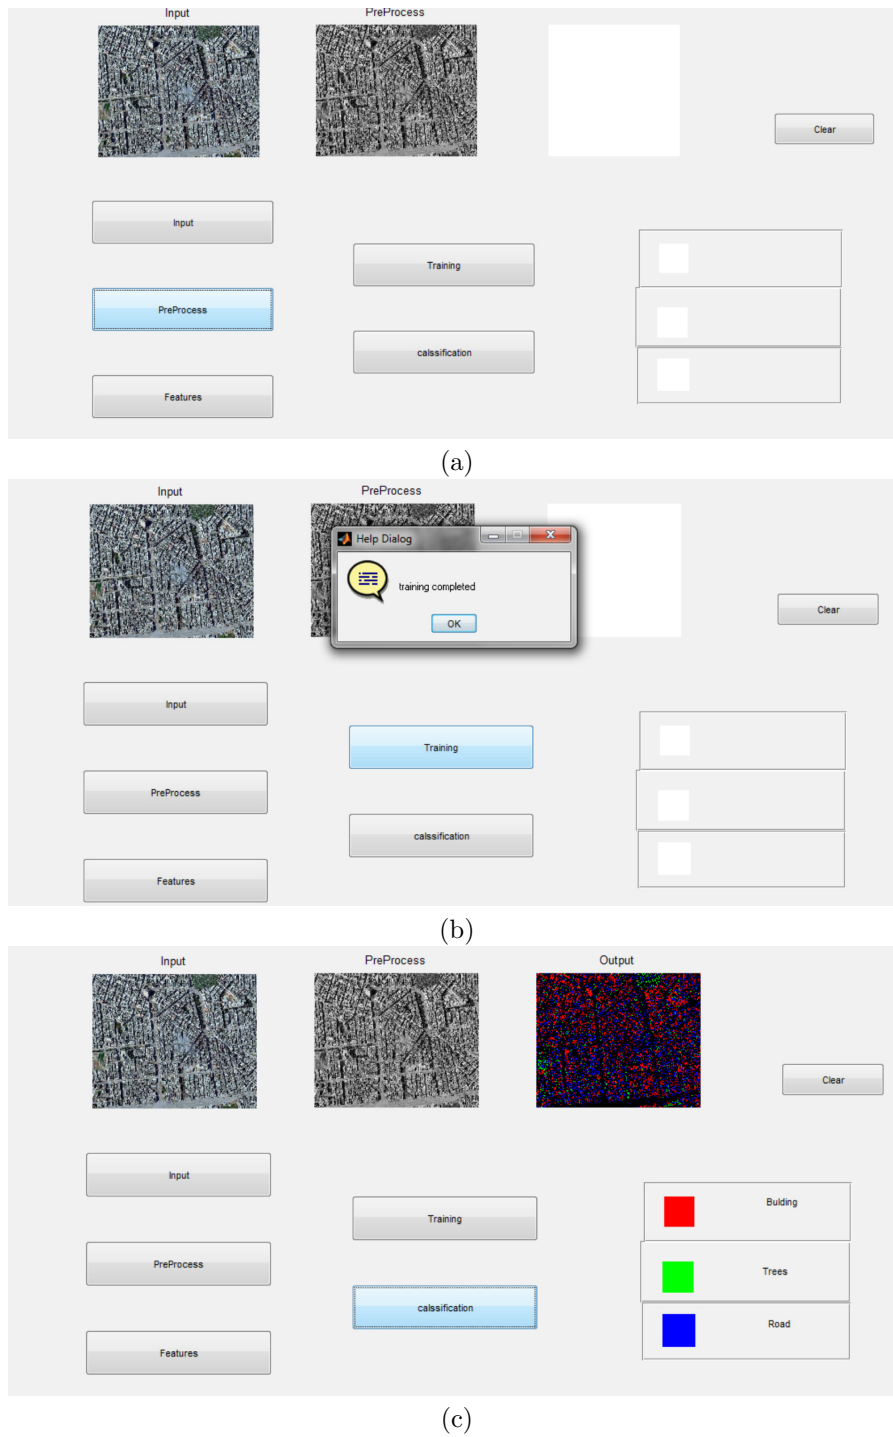 Input
PreProcess
Clear
Input
Training
PreProcess
calssification
Features
(a)
Input
PreProcess
Help Dialog
training completed
OK
Clear
Input
Training
PreProcess
calssification
Features
(b)
Input
PreProcess
Output
Clear
Input
Bulding
Training
PreProcess
Trees
calssification
Road
Features
(c)